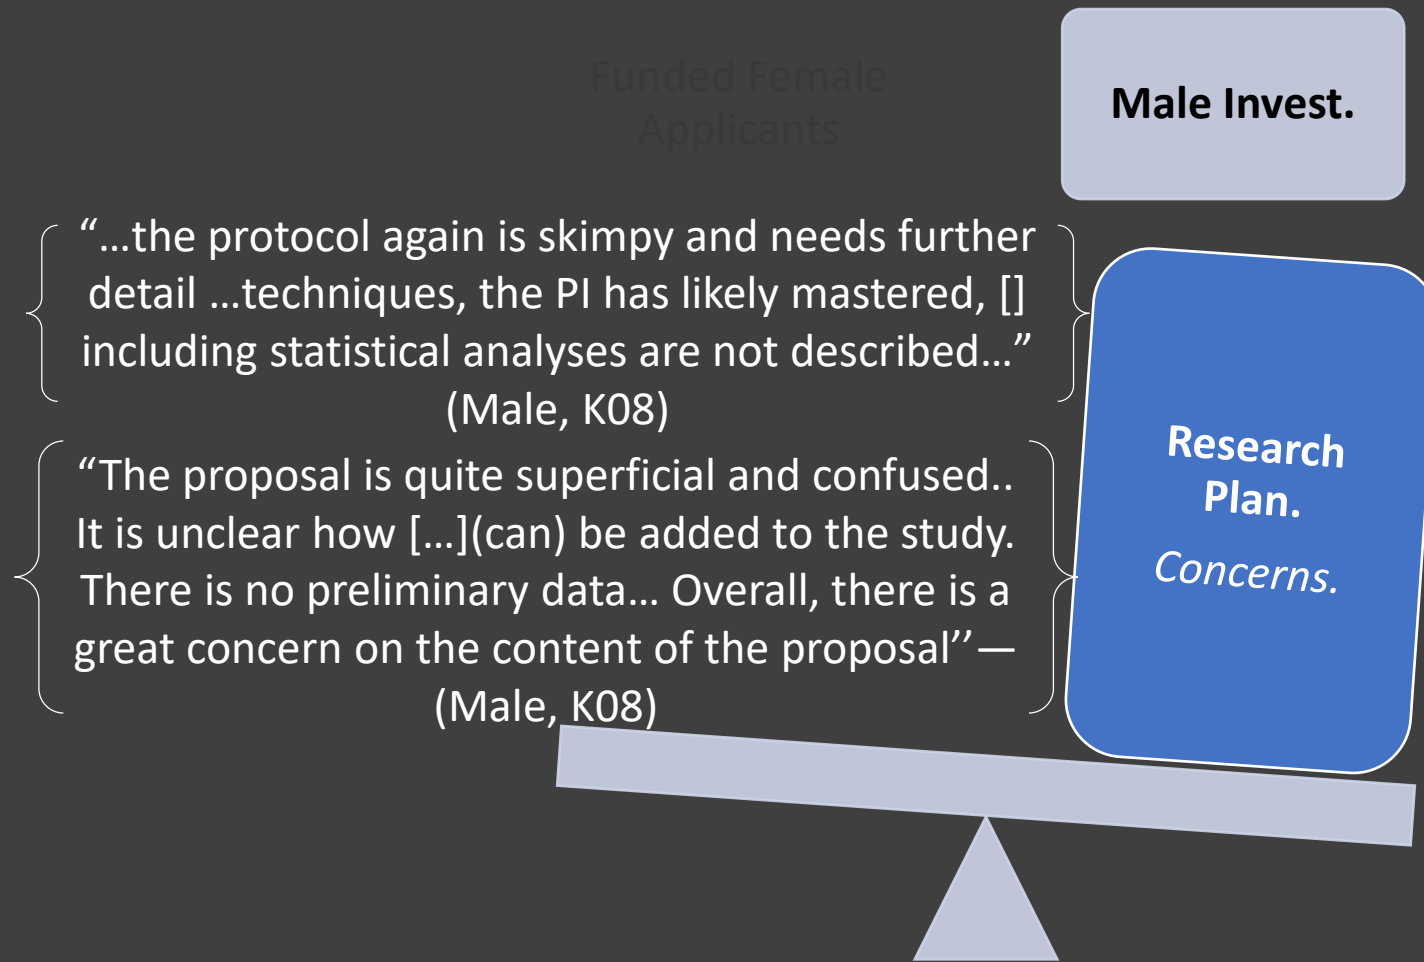 Funded Female
Applicants
Male Invest.
“…the protocol again is skimpy and needs further
detail …techniques, the PI has likely mastered, []
including statistical analyses are not described…”
(Male, K08)
“The proposal is quite superficial and confused..
It is unclear how […](can) be added to the study.
There is no preliminary data… Overall, there is a
great concern on the content of the proposal’’—
(Male, K08)
Research
Plan.
Concerns.